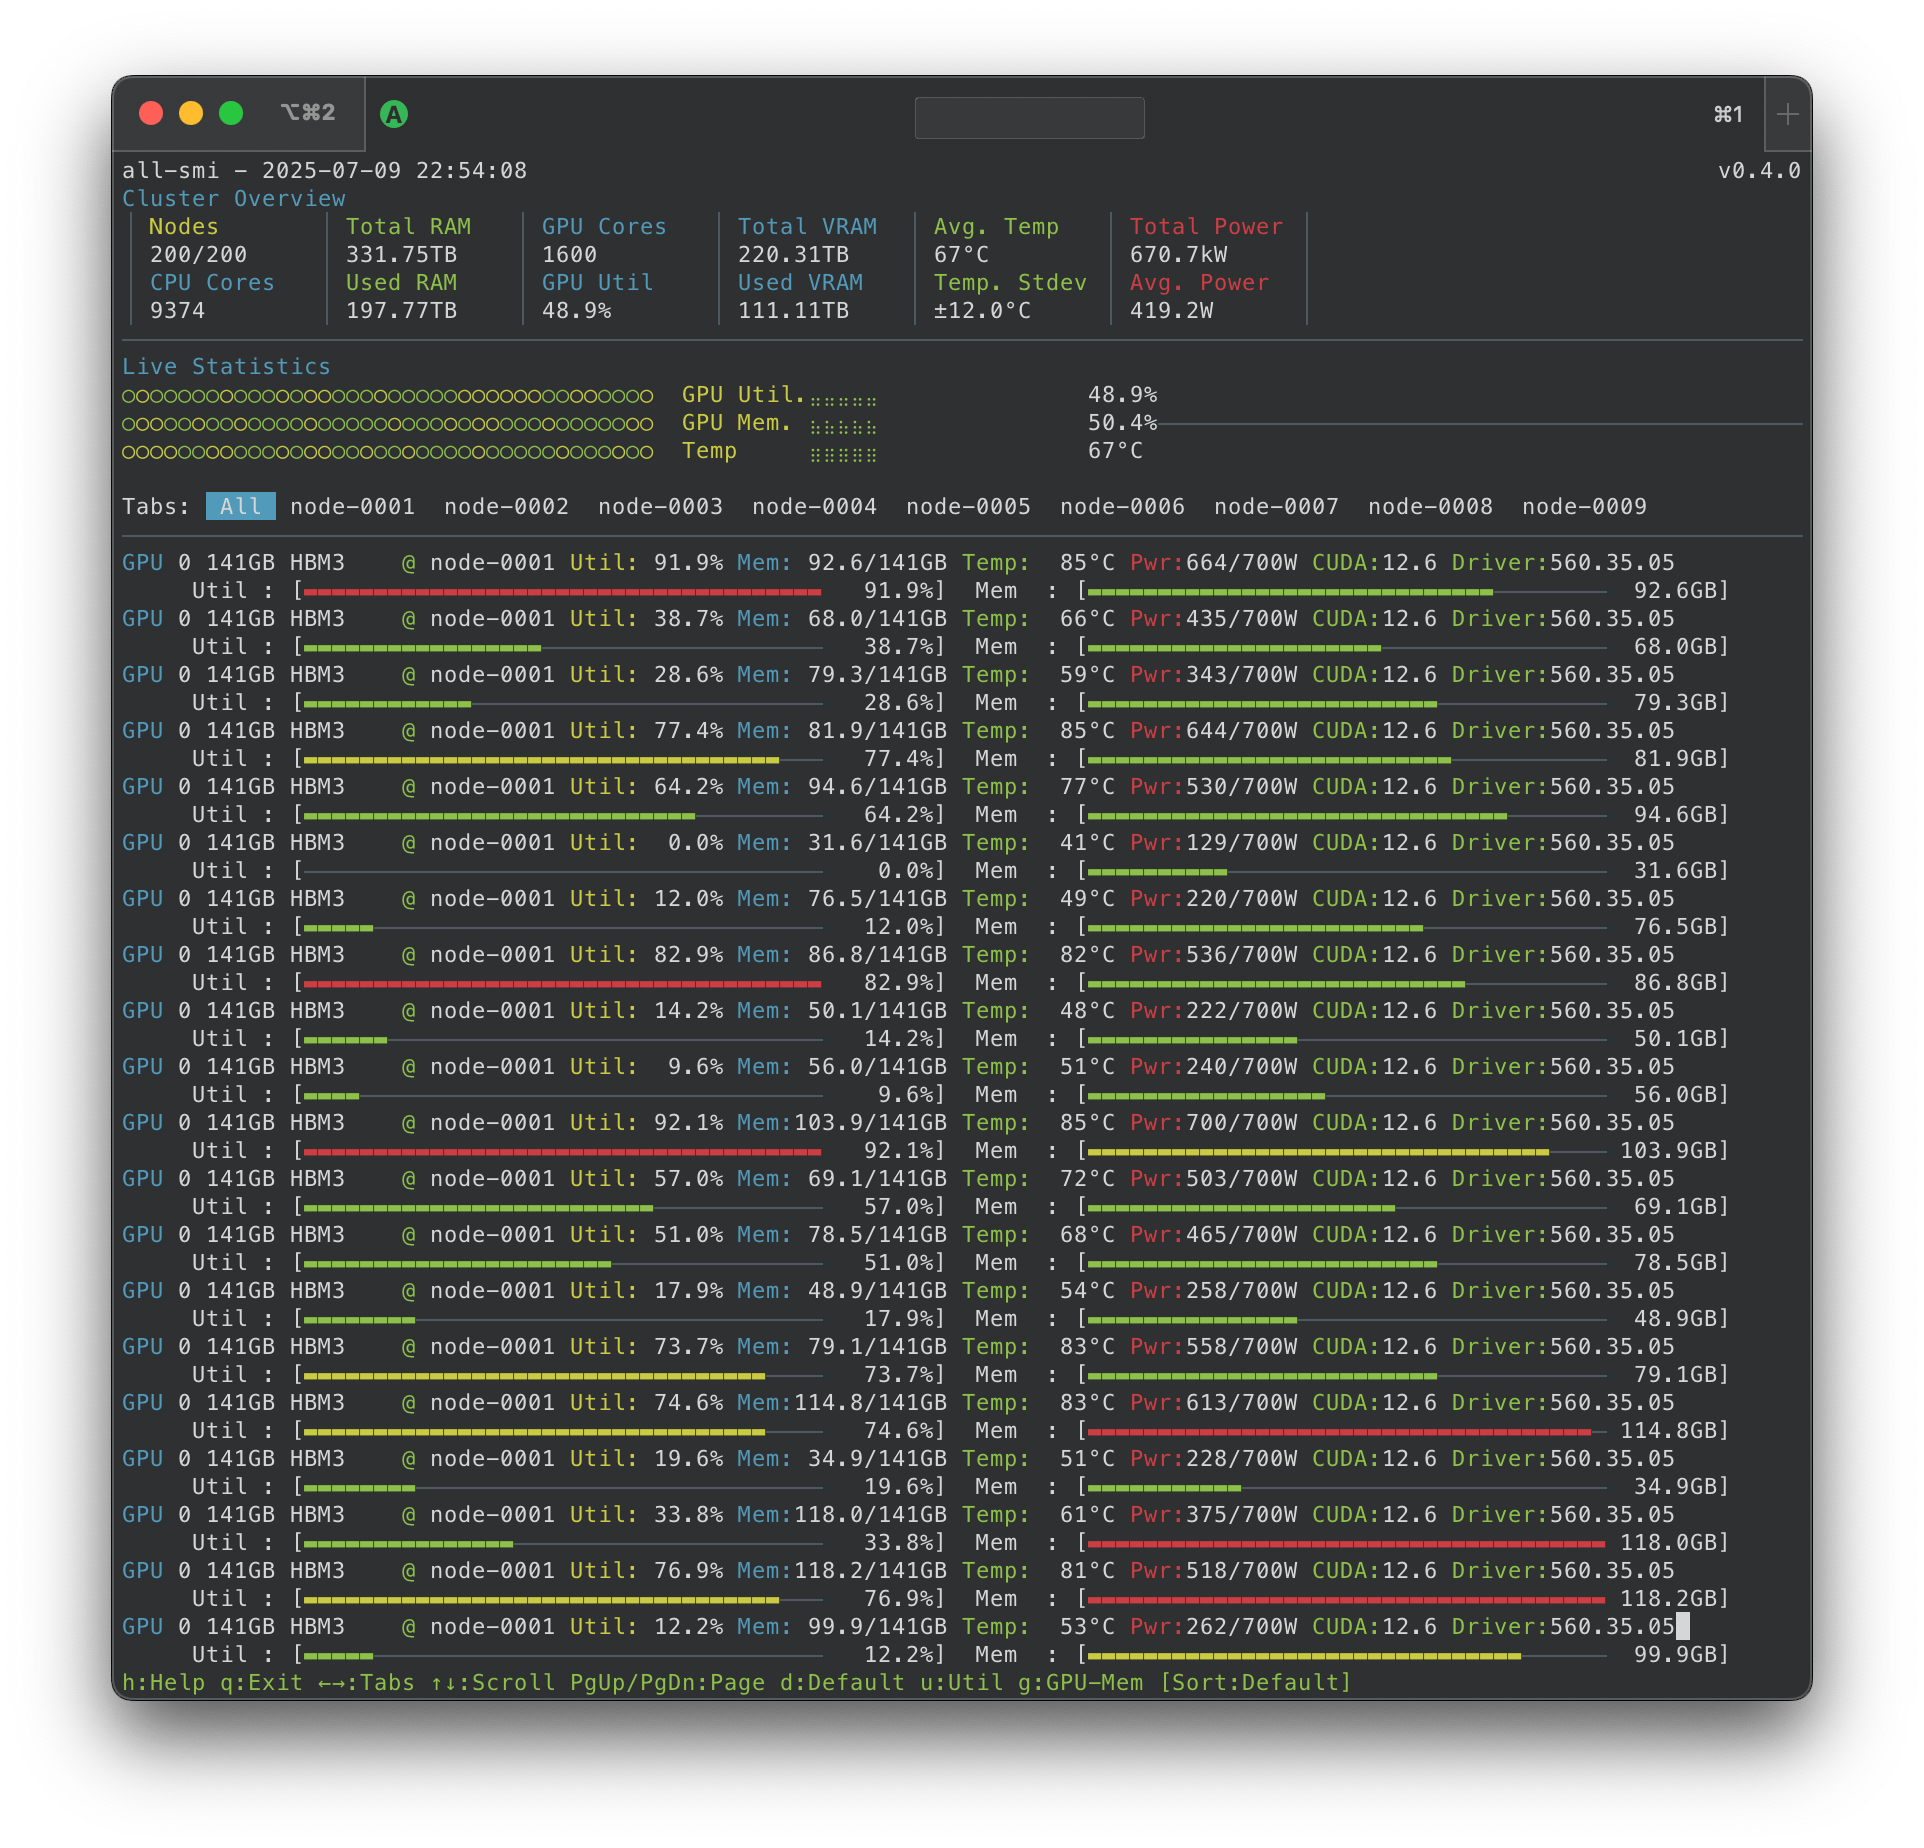 ⌥⌘2 A ⌘1 +
all-smi - 2025-07-09 22:54:08 v0.4.0
Cluster Overview
Nodes Total RAM GPU Cores Total VRAM Avg. Temp Total Power
200/200 331.75TB 1600 220.31TB 67°C 670.7kW
CPU Cores Used RAM GPU Util Used VRAM Temp. Stdev Avg. Power
9374 197.77TB 48.9% 111.11TB ±12.0°C 419.2W
Live Statistics
GPU Util. 48.9%
GPU Mem. 50.4%
Temp 67°C
Tabs: All node-0001 node-0002 node-0003 node-0004 node-0005 node-0006 node-0007 node-0008 node-0009
GPU 0 141GB HBM3 @ node-0001 Util: 91.9% Mem: 92.6/141GB Temp: 85°C Pwr:664/700W CUDA:12.6 Driver:560.35.05
Util : [ 91.9%] Mem : [ 92.6GB]
GPU 0 141GB HBM3 @ node-0001 Util: 38.7% Mem: 68.0/141GB Temp: 66°C Pwr:435/700W CUDA:12.6 Driver:560.35.05
Util : [ 38.7%] Mem : [ 68.0GB]
GPU 0 141GB HBM3 @ node-0001 Util: 28.6% Mem: 79.3/141GB Temp: 59°C Pwr:343/700W CUDA:12.6 Driver:560.35.05
Util : [ 28.6%] Mem : [ 79.3GB]
GPU 0 141GB HBM3 @ node-0001 Util: 77.4% Mem: 81.9/141GB Temp: 85°C Pwr:644/700W CUDA:12.6 Driver:560.35.05
Util : [ 77.4%] Mem : [ 81.9GB]
GPU 0 141GB HBM3 @ node-0001 Util: 64.2% Mem: 94.6/141GB Temp: 77°C Pwr:530/700W CUDA:12.6 Driver:560.35.05
Util : [ 64.2%] Mem : [ 94.6GB]
GPU 0 141GB HBM3 @ node-0001 Util: 0.0% Mem: 31.6/141GB Temp: 41°C Pwr:129/700W CUDA:12.6 Driver:560.35.05
Util : [ 0.0%] Mem : [ 31.6GB]
GPU 0 141GB HBM3 @ node-0001 Util: 12.0% Mem: 76.5/141GB Temp: 49°C Pwr:220/700W CUDA:12.6 Driver:560.35.05
Util : [ 12.0%] Mem : [ 76.5GB]
GPU 0 141GB HBM3 @ node-0001 Util: 82.9% Mem: 86.8/141GB Temp: 82°C Pwr:536/700W CUDA:12.6 Driver:560.35.05
Util : [ 82.9%] Mem : [ 86.8GB]
GPU 0 141GB HBM3 @ node-0001 Util: 14.2% Mem: 50.1/141GB Temp: 48°C Pwr:222/700W CUDA:12.6 Driver:560.35.05
Util : [ 14.2%] Mem : [ 50.1GB]
GPU 0 141GB HBM3 @ node-0001 Util: 9.6% Mem: 56.0/141GB Temp: 51°C Pwr:240/700W CUDA:12.6 Driver:560.35.05
Util : [ 9.6%] Mem : [ 56.0GB]
GPU 0 141GB HBM3 @ node-0001 Util: 92.1% Mem:103.9/141GB Temp: 85°C Pwr:700/700W CUDA:12.6 Driver:560.35.05
Util : [ 92.1%] Mem : [ 103.9GB]
GPU 0 141GB HBM3 @ node-0001 Util: 57.0% Mem: 69.1/141GB Temp: 72°C Pwr:503/700W CUDA:12.6 Driver:560.35.05
Util : [ 57.0%] Mem : [ 69.1GB]
GPU 0 141GB HBM3 @ node-0001 Util: 51.0% Mem: 78.5/141GB Temp: 68°C Pwr:465/700W CUDA:12.6 Driver:560.35.05
Util : [ 51.0%] Mem : [ 78.5GB]
GPU 0 141GB HBM3 @ node-0001 Util: 17.9% Mem: 48.9/141GB Temp: 54°C Pwr:258/700W CUDA:12.6 Driver:560.35.05
Util : [ 17.9%] Mem : [ 48.9GB]
GPU 0 141GB HBM3 @ node-0001 Util: 73.7% Mem: 79.1/141GB Temp: 83°C Pwr:558/700W CUDA:12.6 Driver:560.35.05
Util : [ 73.7%] Mem : [ 79.1GB]
GPU 0 141GB HBM3 @ node-0001 Util: 74.6% Mem:114.8/141GB Temp: 83°C Pwr:613/700W CUDA:12.6 Driver:560.35.05
Util : [ 74.6%] Mem : [ 114.8GB]
GPU 0 141GB HBM3 @ node-0001 Util: 19.6% Mem: 34.9/141GB Temp: 51°C Pwr:228/700W CUDA:12.6 Driver:560.35.05
Util : [ 19.6%] Mem : [ 34.9GB]
GPU 0 141GB HBM3 @ node-0001 Util: 33.8% Mem:118.0/141GB Temp: 61°C Pwr:375/700W CUDA:12.6 Driver:560.35.05
Util : [ 33.8%] Mem : [ 118.0GB]
GPU 0 141GB HBM3 @ node-0001 Util: 76.9% Mem:118.2/141GB Temp: 81°C Pwr:518/700W CUDA:12.6 Driver:560.35.05
Util : [ 76.9%] Mem : [ 118.2GB]
GPU 0 141GB HBM3 @ node-0001 Util: 12.2% Mem: 99.9/141GB Temp: 53°C Pwr:262/700W CUDA:12.6 Driver:560.35.05
Util : [ 12.2%] Mem : [ 99.9GB]
h:Help q:Exit ←→:Tabs ↑↓:Scroll PgUp/PgDn:Page d:Default u:Util g:GPU-Mem [Sort:Default]